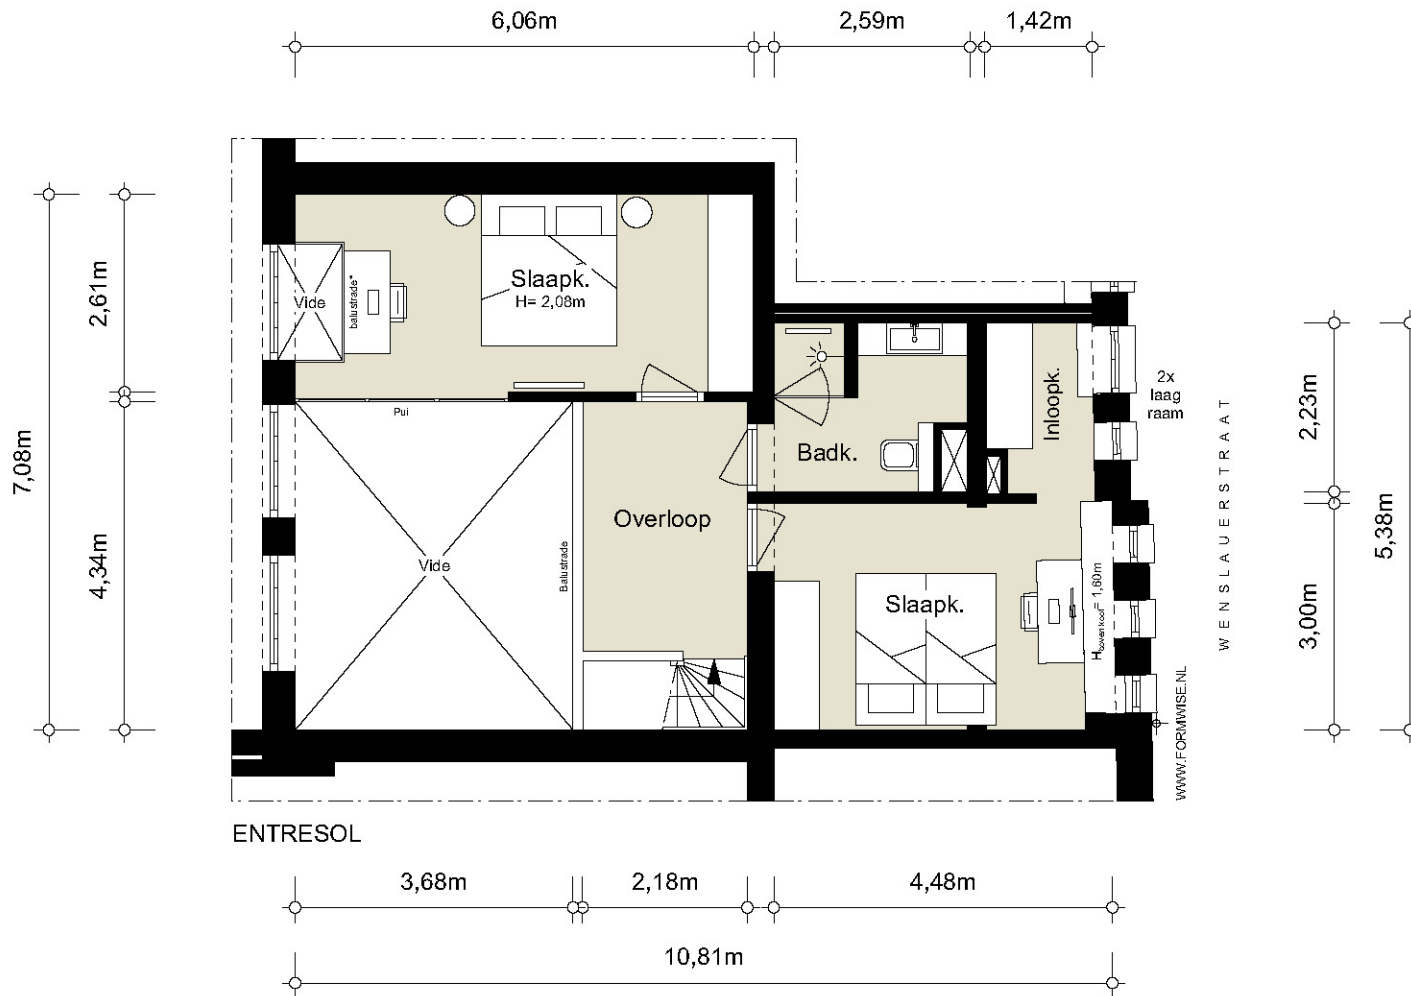 6,06m
2,59m
1,42m
2,61m
7,08m
4,34m
Slaapk.
H= 2,08m
Vide
balustrade*
Pui
Vide
Balustrade
Overloop
Badk.
Inloopk.
2x
laag
raam
Slaapk.
Hbovenkooi= 1,60m
WENSLAUERSTRAAT
2,23m
5,38m
3,00m
WWW.FORMWISE.NL
ENTRESOL
3,68m
2,18m
4,48m
10,81m